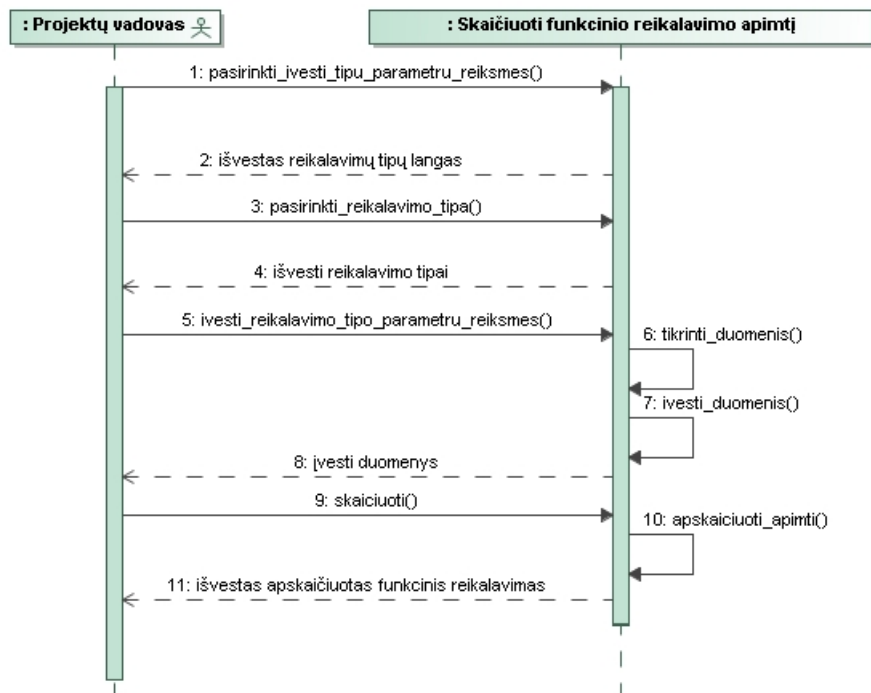 : Projektų vadovas
: Skaičiuoti funkcinio reikalavimo apimtį
1: pasirinkti_ivesti_tipu_parametru_reiksmes()
2: išvestas reikalavimų tipų langas
3: pasirinkti_reikalavimo_tipa()
4: išvesti reikalavimo tipai
5: ivesti_reikalavimo_tipo_parametru_reiksmes()
6: tikrinti_duomenis()
7: ivesti_duomenis()
8: įvesti duomenys
9: skaiciuoti()
10: apskaiciuoti_apimti()
11: išvestas apskaičiuotas funkcinis reikalavimas